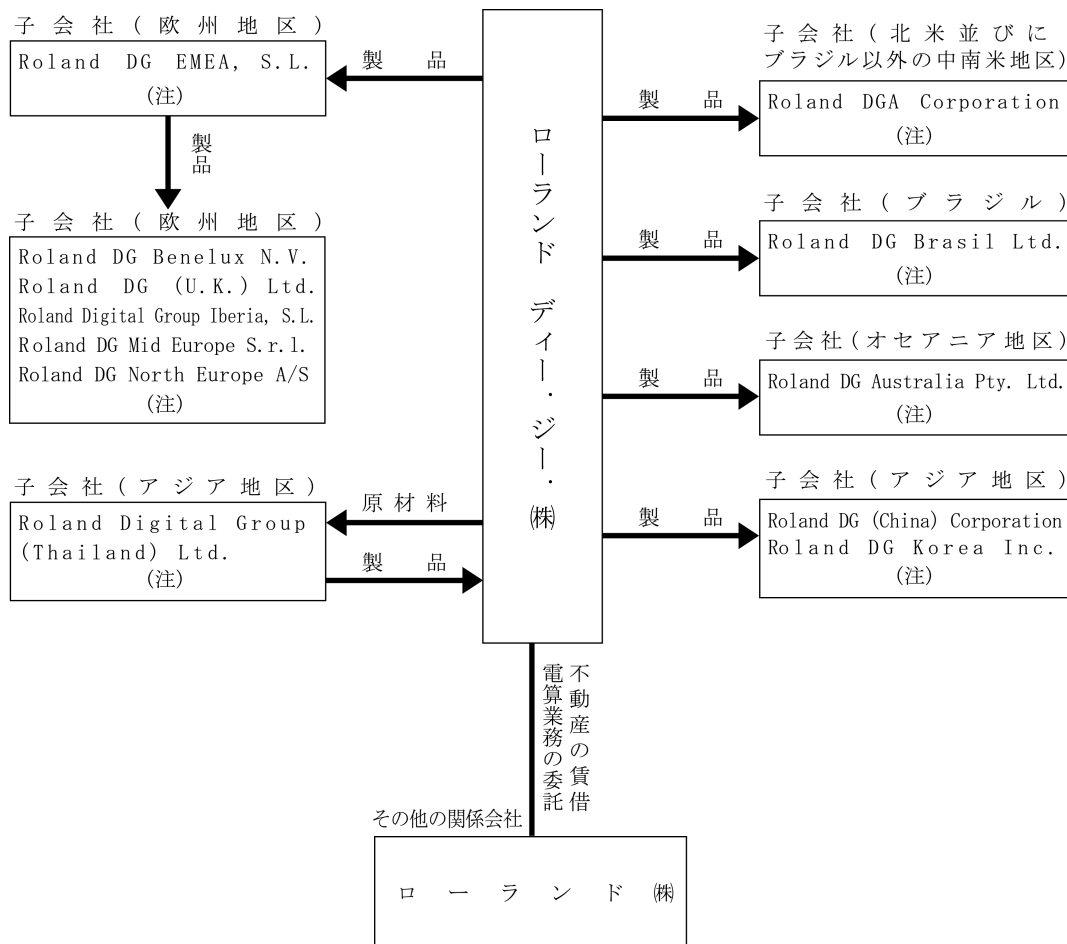 子会社(欧州地区)
Roland DG EMEA, S.L.
(注)
製品
製品
子会社(欧州地区)
Roland DG Benelux N.V.
Roland DG (U.K.) Ltd.
Roland Digital Group Iberia, S.L.
Roland DG Mid Europe S.r.l.
Roland DG North Europe A/S
(注)
子会社(アジア地区)
Roland Digital Group
(Thailand) Ltd.
(注)
原材料
製品
ローランド ディー.ジー.㈱
子会社(北米並びに
ブラジル以外の中南米地区)
製品
Roland DGA Corporation
(注)
子会社(ブラジル)
製品
Roland DG Brasil Ltd.
(注)
子会社(オセアニア地区)
製品
Roland DG Australia Pty. Ltd.
(注)
子会社(アジア地区)
製品
Roland DG (China) Corporation
Roland DG Korea Inc.
(注)
不動産の賃借
電算業務の委託
その他の関係会社
ローランド㈱